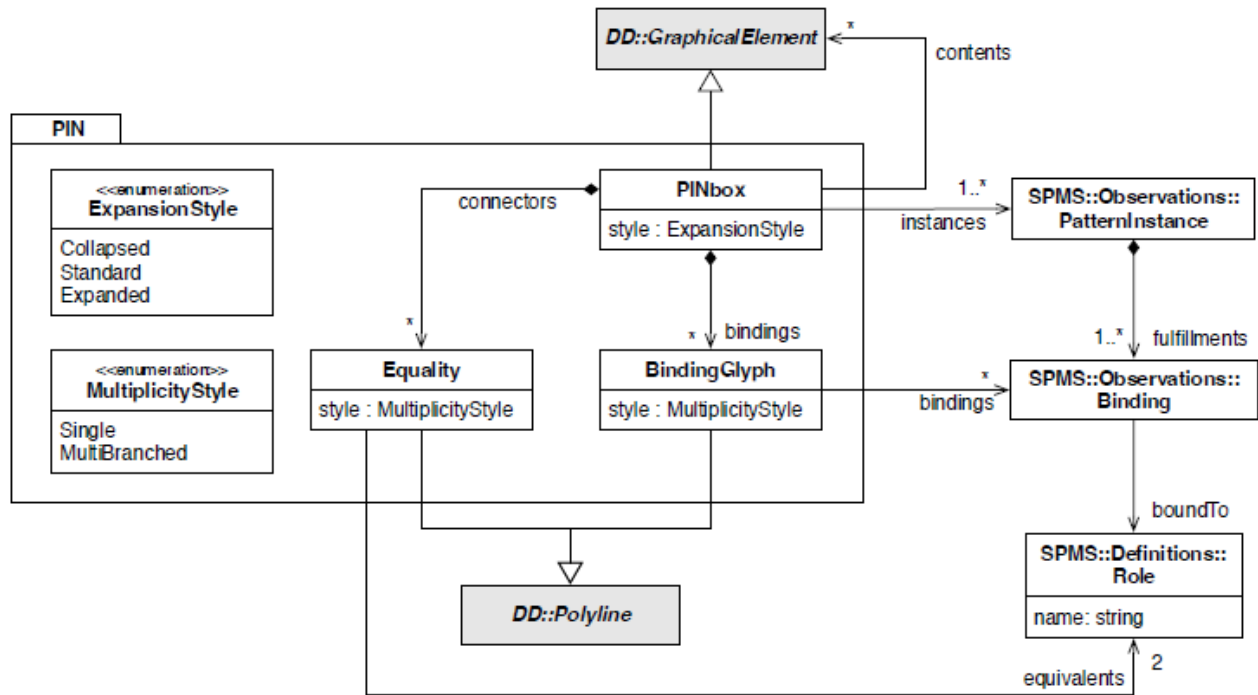 DD::GraphicalElement
*
contents
PIN
<<enumeration>>
ExpansionStyle
Collapsed
Standard
Expanded
connectors
PINbox
style : ExpansionStyle
1..*
instances
SPMS::Observations::
PatternInstance
*
* bindings
1..* fulfillments
<<enumeration>>
MultiplicityStyle
Single
MultiBranched
Equality
style : MultiplicityStyle
BindingGlyph
style : MultiplicityStyle
*
bindings
SPMS::Observations::
Binding
boundTo
DD::Polyline
SPMS::Definitions::
Role
name: string
equivalents
2